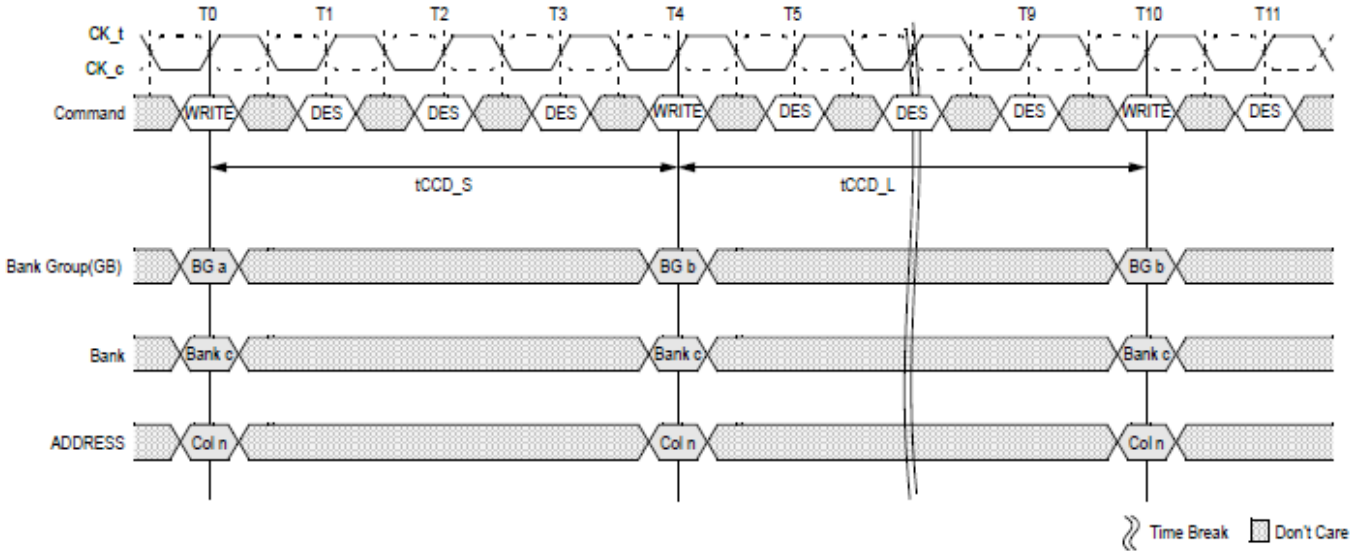 T0 T1 T2 T3 T4 T5 T9 T10 T11
CK_t
CK_c
Command WRITE DES DES DES WRITE DES DES DES WRITE DES
tCCD_S tCCD_L
Bank Group(GB) BG a BG b BG b
Bank Bank c Bank c Bank c
ADDRESS Col n Col n Col n
Time Break Don't Care